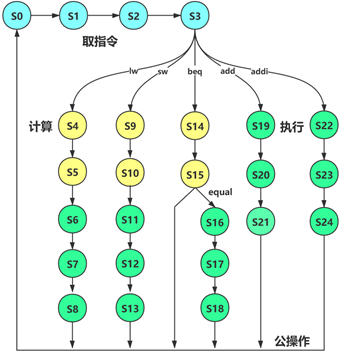 S0 S1 S2 S3
取指令
lw sw beq add addi
计算 S4 S9 S14 S19 执行 S22
S5 S10 S15 S20 S23
equal
S6 S11 S16 S21 S24
S7 S12 S17
S8 S13 S18
公操作